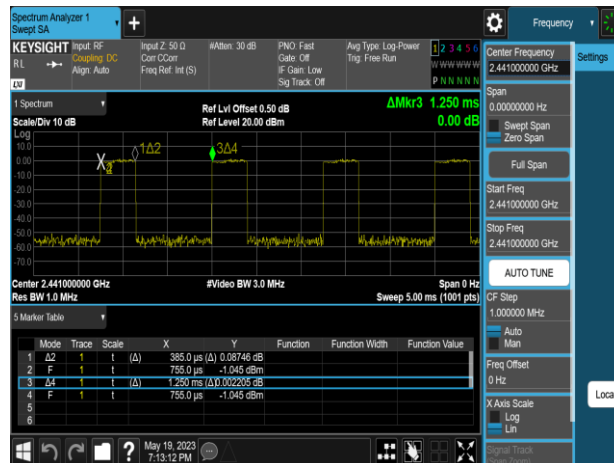 Spectrum Analyzer 1
Swept SA
+
Frequency
KEYSIGHT Input: RF Input Z: 50 Ω #Atten: 30 dB PNO: Fast Avg Type: Log-Power 1 2 3 4 5 6
RL Coupling: DC Corr CCorr Gate: Off Trig: Free Run
Align: Auto Freq Ref: Int (S) IF Gain: Low W W W W W W
Sig Track: Off P N N N N N
LXI
1 Spectrum
Ref Lvl Offset 0.50 dB ΔMkr3 1.250 ms
Scale/Div 10 dB Ref Level 20.00 dBm 0.00 dB
Log
10.0
0.00
-10.0
-20.0
-30.0
-40.0
-50.0
-60.0
-70.0
X 1Δ2 3Δ4
Center 2.441000000 GHz #Video BW 3.0 MHz Span 0 Hz
Res BW 1.0 MHz Sweep 5.00 ms (1001 pts)
5 Marker Table
Mode Trace Scale X Y Function Function Width Function Value
1 Δ2 1 t (Δ) 385.0 µs (Δ) 0.08746 dB
2 F 1 t 755.0 µs -1.045 dBm
3 Δ4 1 t (Δ) 1.250 ms (Δ) 0.002205 dB
4 F 1 t 755.0 µs -1.045 dBm
5
6
? May 19, 2023
7:13:12 PM
Center Frequency
2.441000000 GHz
Span
0.00000000 Hz
Swept Span
Zero Span
Full Span
Start Freq
2.441000000 GHz
Stop Freq
2.441000000 GHz
AUTO TUNE
CF Step
1.000000 MHz
Auto
Man
Freq Offset
0 Hz
X Axis Scale
Log
Lin
Signal Track
(Span Zoom)
Settings
Loca